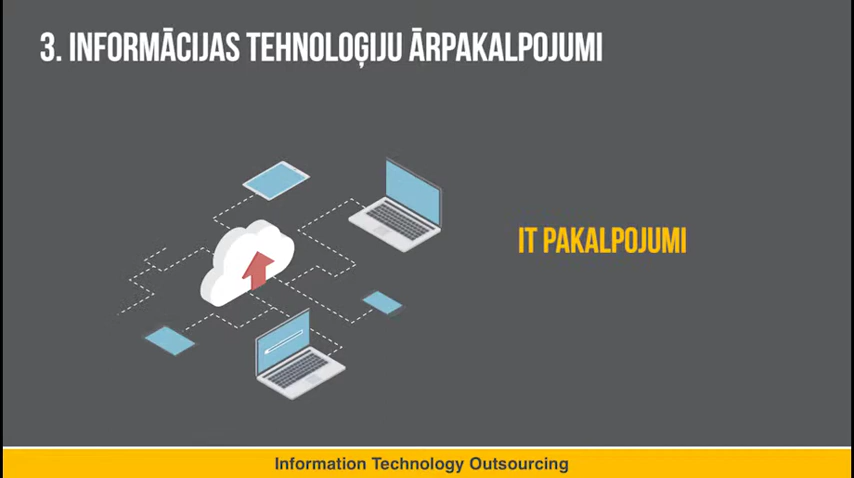 3. INFORMĀCIJAS TEHNOLOĢIJU ĀRPAKALPOJUMI
IT PAKALPOJUMI
Information Technology Outsourcing